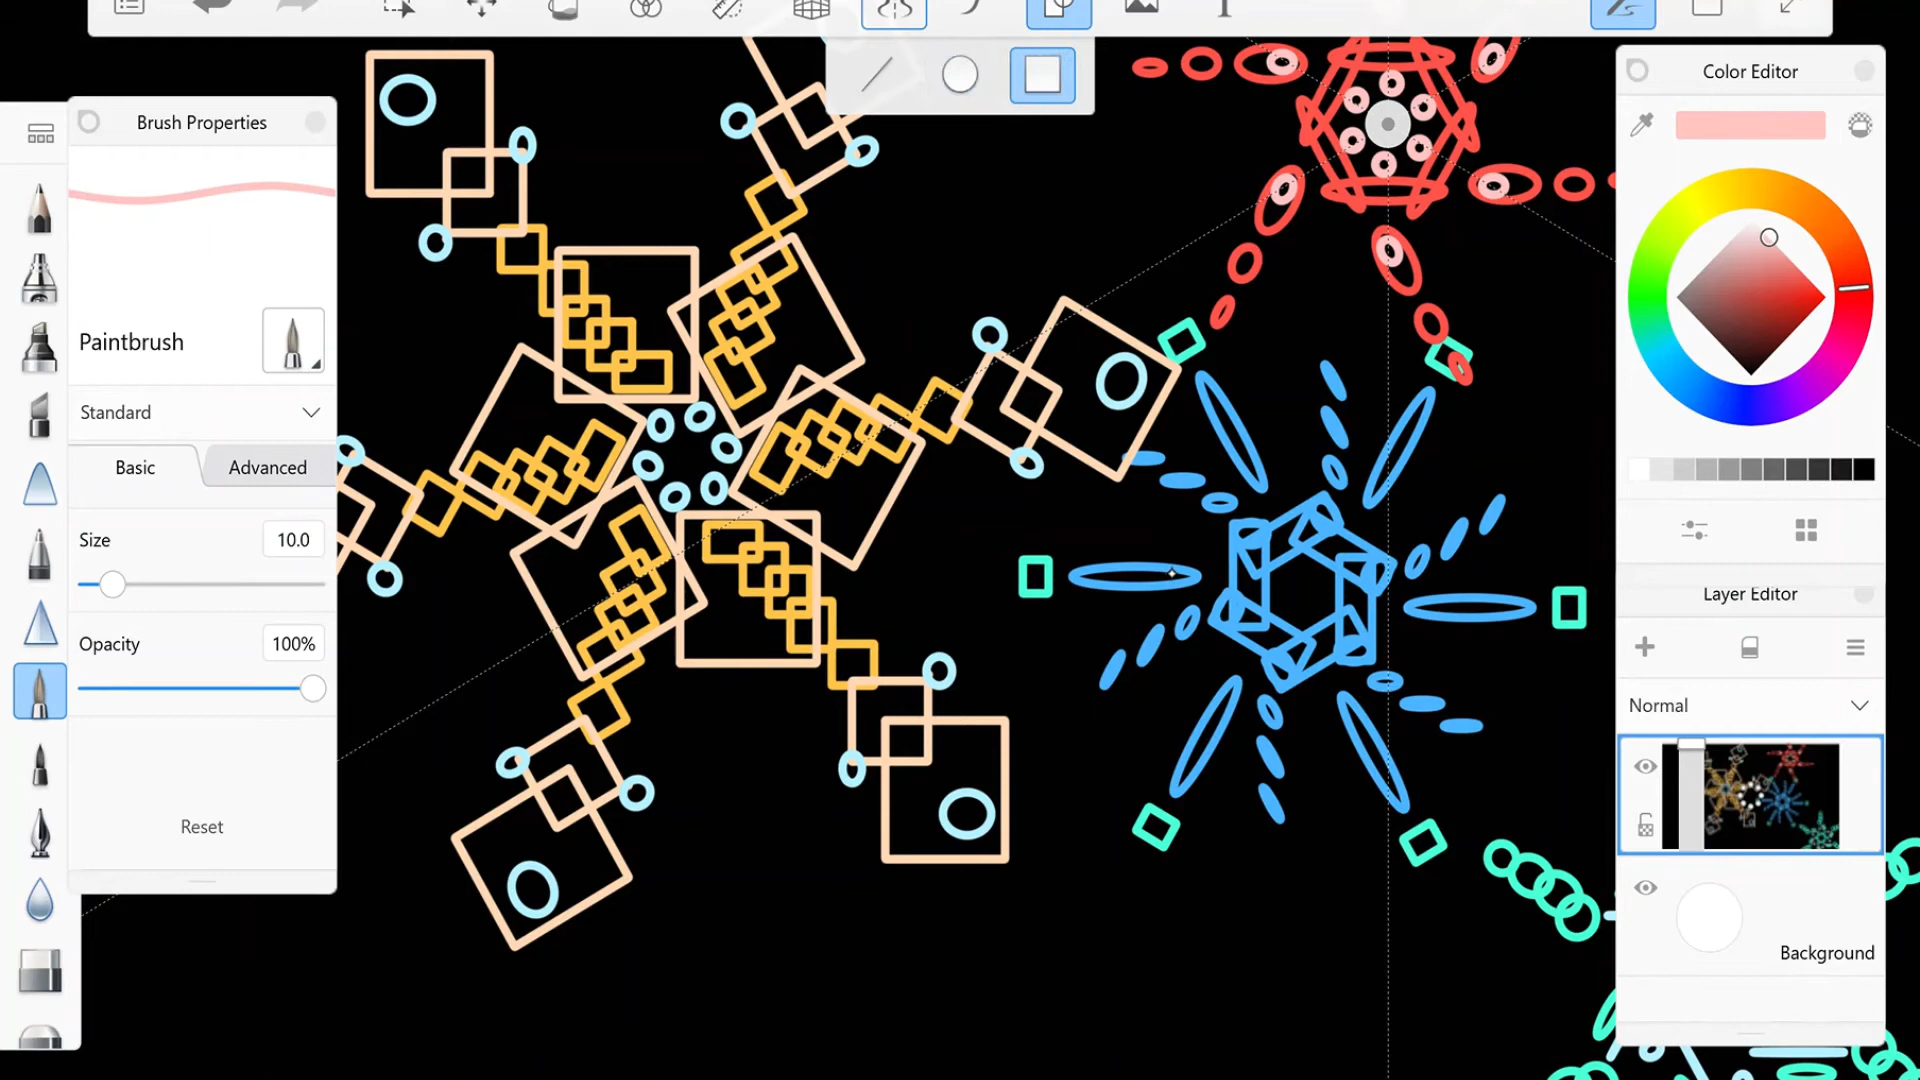 Brush Properties
Paintbrush
Standard
Basic
Advanced
Size
10.0
Opacity
100%
Reset
Color Editor
Layer Editor
Normal
Background